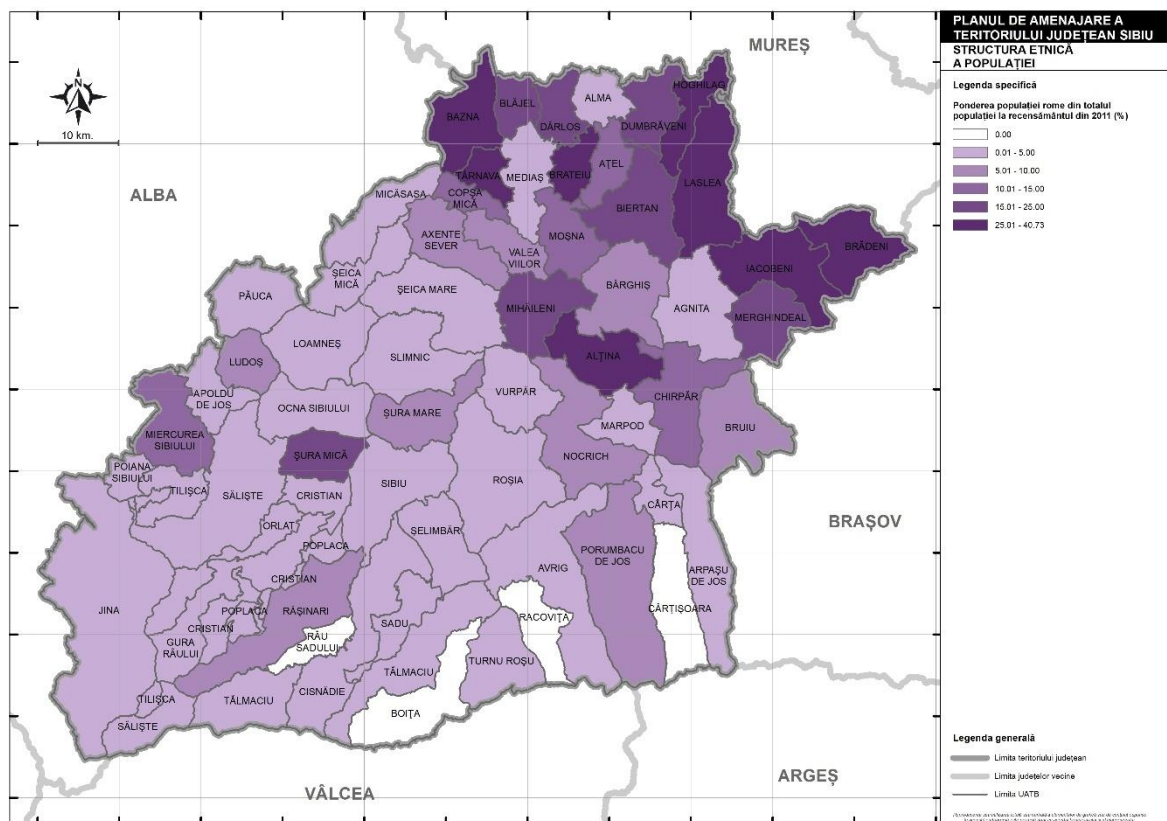 PLANUL DE AMENAJARE A
TERITORIULUI JUDEȚEAN SIBIU
STRUCTURA ETNICĂ
A POPULAȚIEI
Legenda specifică
Ponderea populației rome din totalul
populației la recensământul din 2011 (%)
0.00
0.01 - 5.00
5.01 - 10.00
10.01 - 15.00
15.01 - 25.00
25.01 - 40.73
N
10 km.
MUREȘ
ALBA
BRAȘOV
ARGEȘ
VÂLCEA
HOGHILAG
BAZNA
BLĂJEL
ALMA
DÂRLOS
DUMBRĂVENI
TÂRNAVA
MEDIAȘ
BRATEIU
AȚEL
LASLEA
MICĂSASA
COPȘA
MICĂ
BIERTAN
AXENTE
SEVER
VALEA
VIILOR
MOȘNA
BRĂDENI
IACOBENI
ȘEICA
MICĂ
ȘEICA MARE
BÂRGHIȘ
PĂUCA
MIHĂILENI
AGNITA
MERGHINDEAL
LOAMNEȘ
SLIMNIC
ALȚINA
LUDOȘ
APOLDU
DE JOS
VURPĂR
CHIRPĂR
OCNA SIBIULUI
ȘURA MARE
MARPOD
BRUIU
MIERCUREA
SIBIULUI
ȘURA MICĂ
NOCRICH
POIANA
SIBIULUI
TILIȘCA
SĂLIȘTE
CRISTIAN
SIBIU
ROȘIA
CÂRȚA
ORLAT
ȘELIMBĂR
POPLACA
PORUMBACU
DE JOS
AVRIG
ARPAȘU
DE JOS
CRISTIAN
JINA
POPLACA
RĂȘINARI
CÂRȚIȘOARA
RACOVIȚA
CRISTIAN
SADU
GURA
RÂULUI
RÂU
SADULUI
TĂLMACIU
TURNU ROȘU
TILIȘCA
TĂLMACIU
CISNĂDIE
BOIȚA
SĂLIȘTE
Legenda generală
Limita teritoriului județean
Limita județelor vecine
Limita UATB